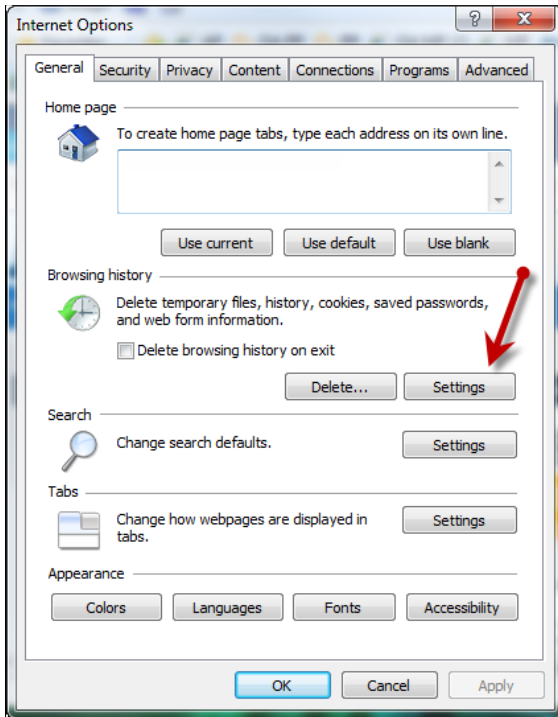 Internet Options
General Security Privacy Content Connections Programs Advanced
Home page
To create home page tabs, type each address on its own line.
Use current Use default Use blank
Browsing history
Delete temporary files, history, cookies, saved passwords,
and web form information.
Delete browsing history on exit
Delete... Settings
Search
Change search defaults. Settings
Tabs
Change how webpages are displayed in
tabs.
Settings
Appearance
Colors Languages Fonts Accessibility
OK Cancel Apply